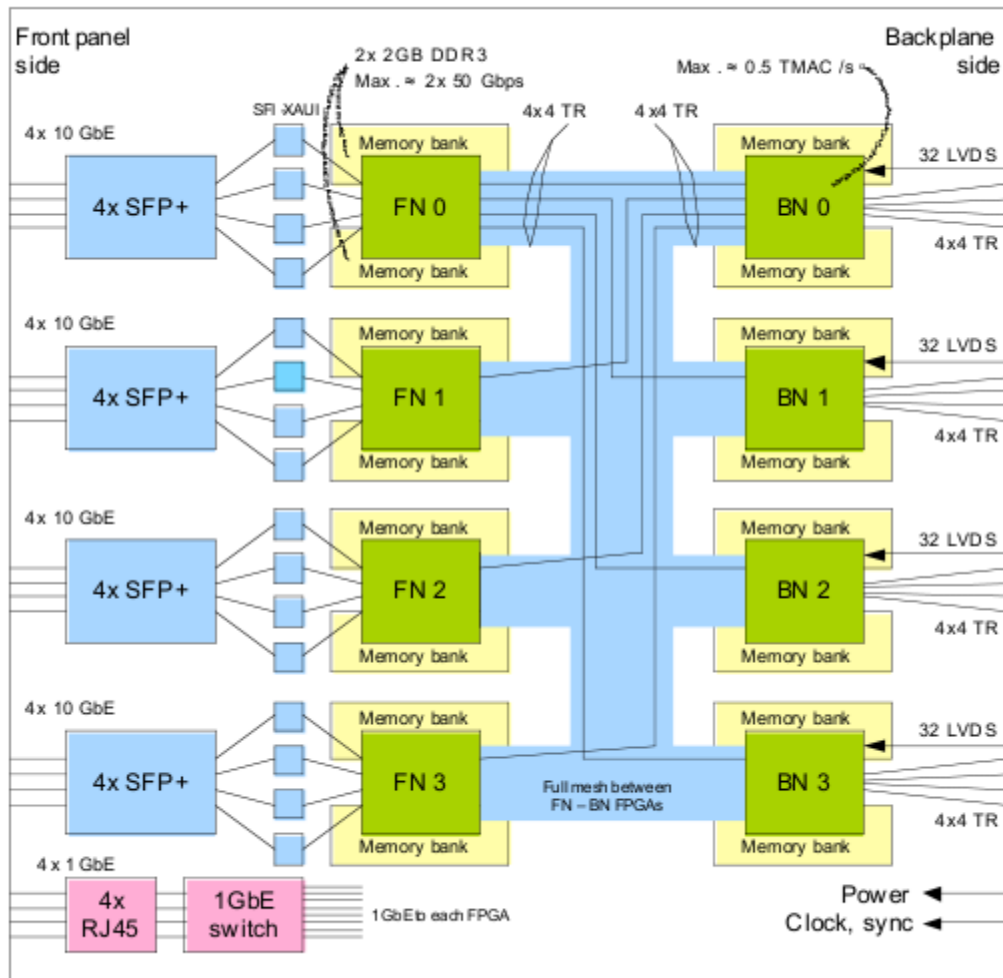 Front panel
side
2x 2GB DDR3
Max . ≈ 2x 50 Gbps
Max . ≈ 0.5 TMAC /s
Backplane
side
SFI -XAUI
4x4 TR
4x4 TR
4x 10 GbE
4x SFP+
Memory bank
FN 0
Memory bank
Memory bank
BN 0
Memory bank
32 LVDS
4x4 TR
4x 10 GbE
4x SFP+
Memory bank
FN 1
Memory bank
Memory bank
BN 1
Memory bank
32 LVDS
4x4 TR
4x 10 GbE
4x SFP+
Memory bank
FN 2
Memory bank
Memory bank
BN 2
Memory bank
32 LVDS
4x4 TR
4x 10 GbE
4x SFP+
Memory bank
FN 3
Memory bank
Full mesh between
FN – BN FPGAs
Memory bank
BN 3
Memory bank
32 LVDS
4x4 TR
4 x 1 GbE
4x
RJ45
1GbE
switch
1GbE to each FPGA
Power
Clock, sync